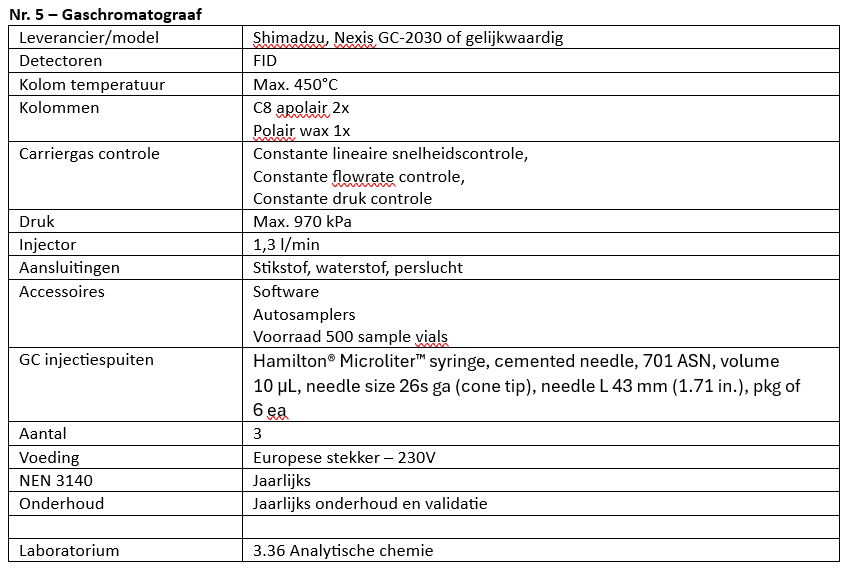 Nr. 5 – Gaschromatograaf
Leverancier/model Shimadzu, Nexis GC-2030 of gelijkwaardig
Detectoren FID
Kolom temperatuur Max. 450°C
Kolommen C8 apolair 2x
Polair wax 1x
Carriergas controle Constante lineaire snelheidscontrole,
Constante flowrate controle,
Constante druk controle
Druk Max. 970 kPa
Injector 1,3 l/min
Aansluitingen Stikstof, waterstof, perslucht
Accessoires Software
Autosamplers
Voorraad 500 sample vials
GC injectiespuiten Hamilton® Microliter™ syringe, cemented needle, 701 ASN, volume
10 μL, needle size 26s ga (cone tip), needle L 43 mm (1.71 in.), pkg of
6 ea
Aantal 3
Voeding Europese stekker – 230V
NEN 3140 Jaarlijks
Onderhoud Jaarlijks onderhoud en validatie
Laboratorium 3.36 Analytische chemie